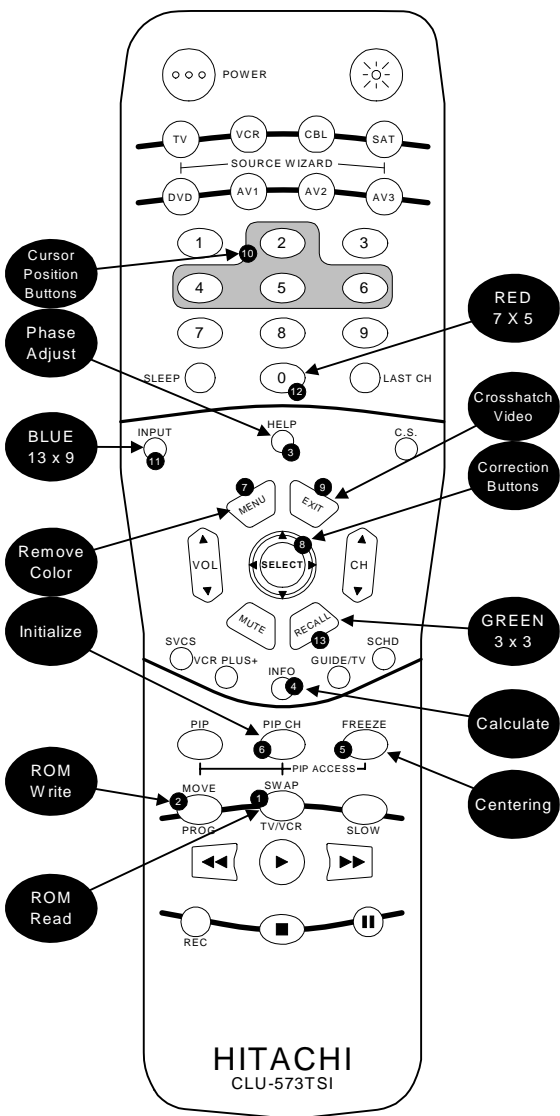 POWER
TV VCR CBL SAT
SOURCE WIZARD
DVD AV1 AV2 AV3
1 2 3
Cursor
Position
Buttons
10
4 5 6
RED
7 X 5
Phase
Adjust
7 8 9
SLEEP 0 LAST CH
12
Crosshatch
Video
BLUE
13 x 9
INPUT HELP C.S.
11 3
Correction
Buttons
7 9
MENU EXIT
Remove
Color
8
VOL SELECT CH
Initialize
MUTE RECALL
13
GREEN
3 x 3
SVCS SCHD
VCR PLUS+ GUIDE/TV
INFO
4
Calculate
PIP PIP CH FREEZE
6 5
PIP ACCESS
ROM
Write
Centering
MOVE SWAP
2 1
PROG TV/VCR SLOW
ROM
Read
REC
HITACHI
CLU-573TSI